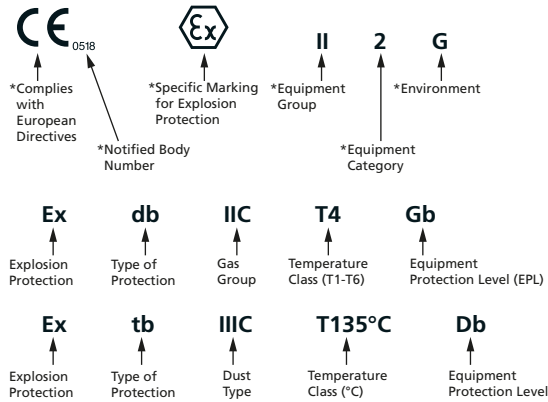 CE 0518 Ex II 2 G
*Complies with European Directives
*Notified Body Number
*Specific Marking for Explosion Protection
*Equipment Group
*Equipment Category
*Environment
Ex db IIC T4 Gb
Explosion Protection
Type of Protection
Gas Group
Temperature Class (T1-T6)
Equipment Protection Level (EPL)
Ex tb IIIC T135°C Db
Explosion Protection
Type of Protection
Dust Type
Temperature Class (°C)
Equipment Protection Level